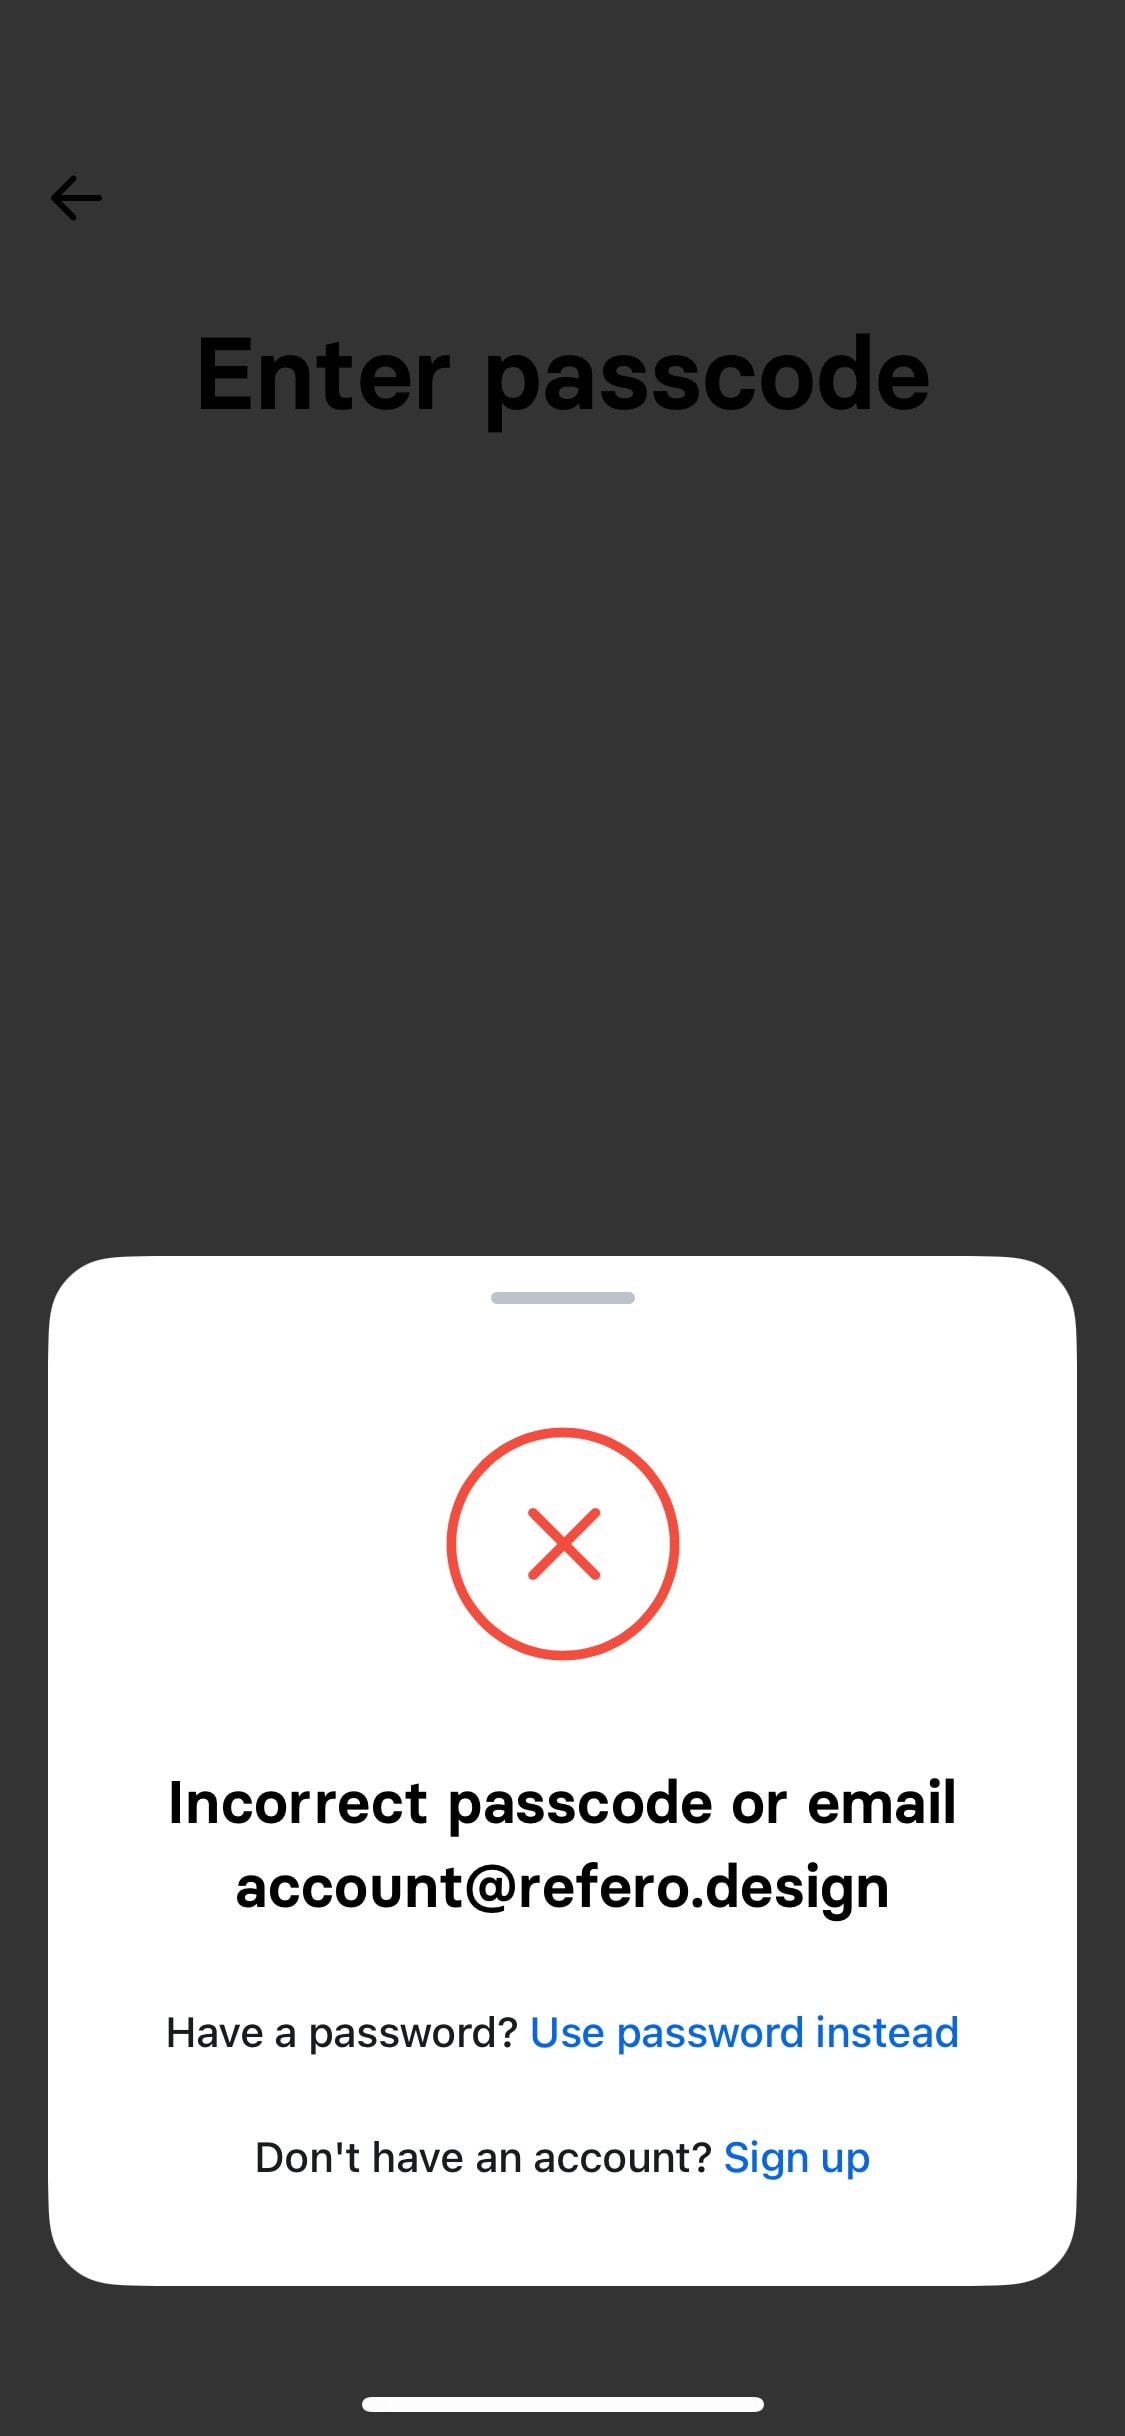 Enter passcode
Incorrect passcode or email
account@refero.design
Have a password? Use password instead
Don't have an account? Sign up